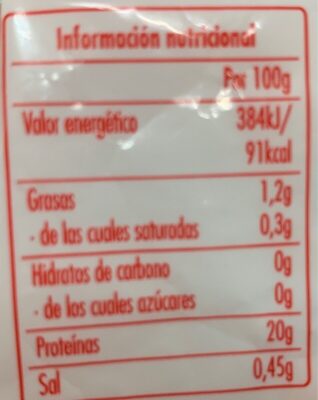 Información nutricional
Por 100g
Valor energético 384kJ/
91kcal
Grasas 1,2g
- de las cuales saturadas 0,3g
Hidratos de carbono 0g
- de los cuales azúcares 0g
Proteínas 20g
Sal 0,45g